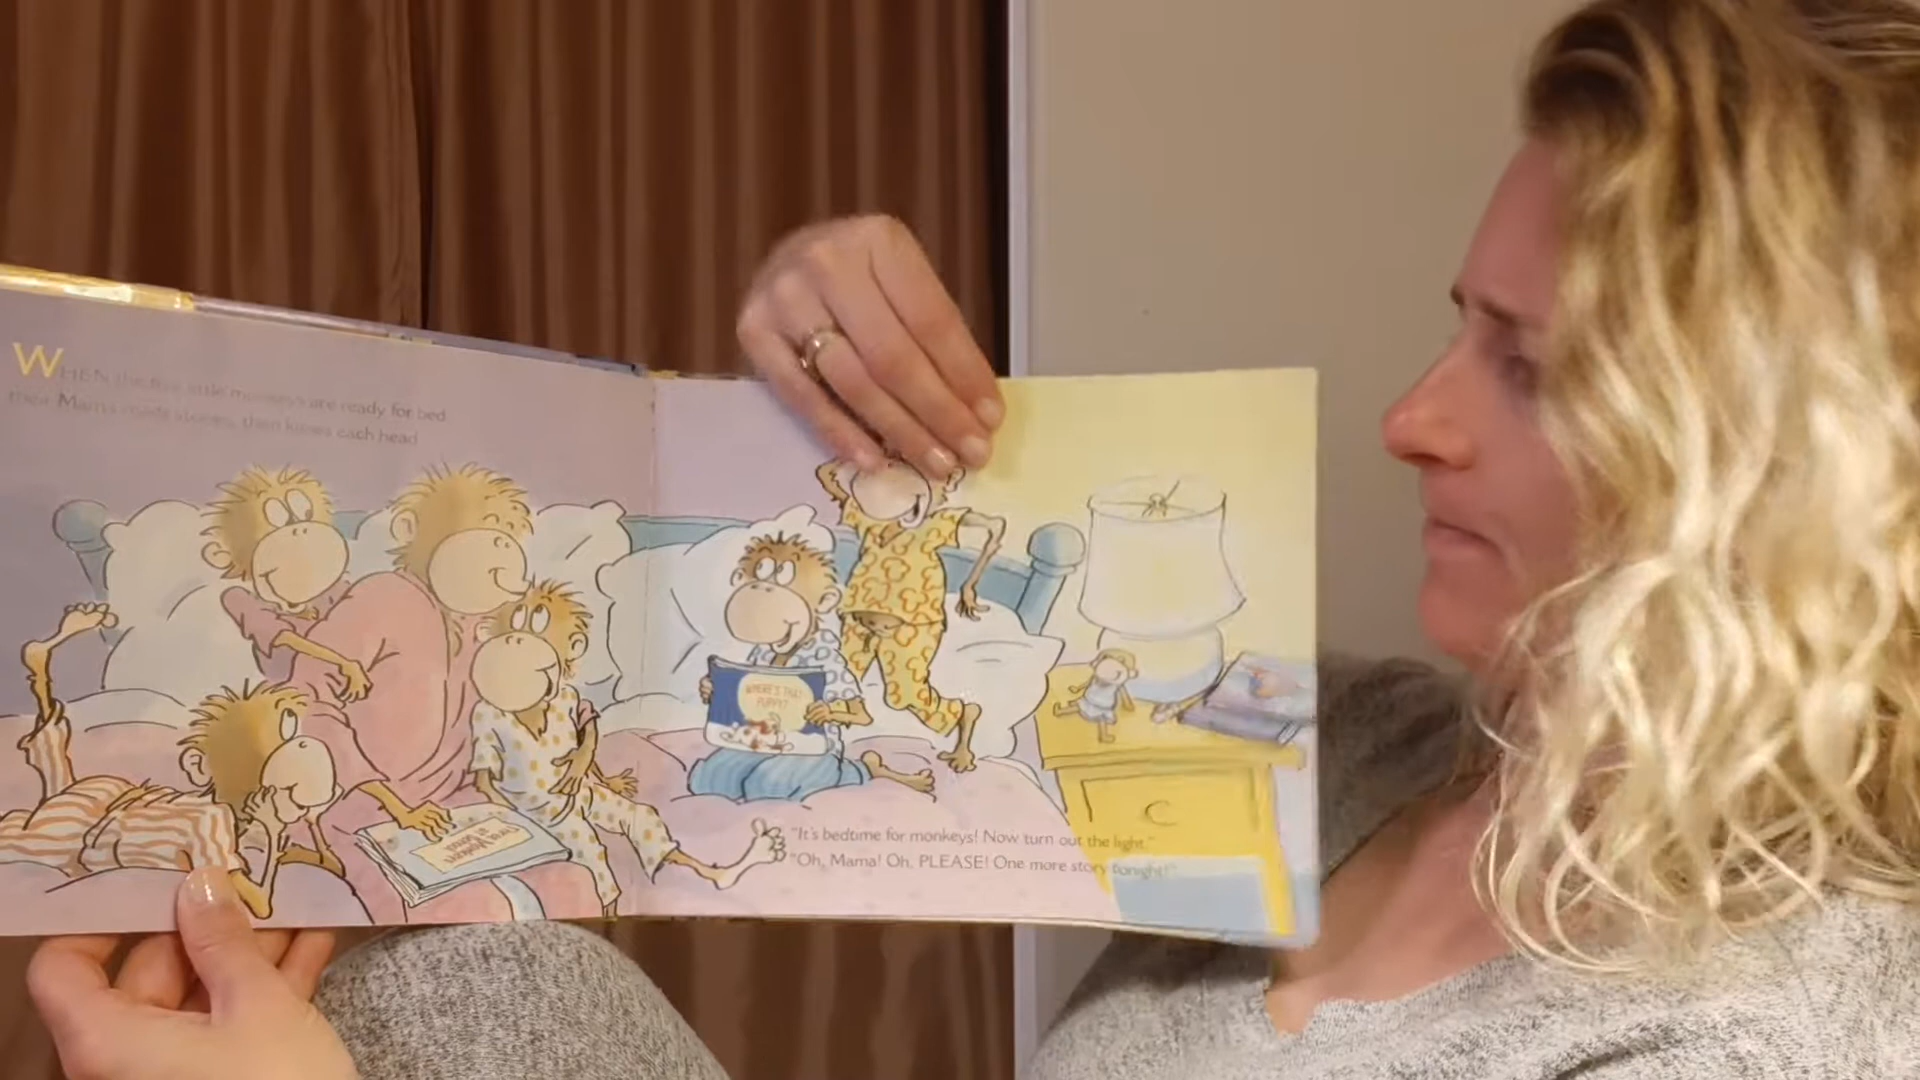 WHEN the five little monkeys are ready for bed
their Mama reads stories, then kisses each head
WHERE'S THAT
PUPPY?
"It's bedtime for monkeys! Now turn out the light."
"Oh, Mama! Oh, PLEASE! One more story tonight!"